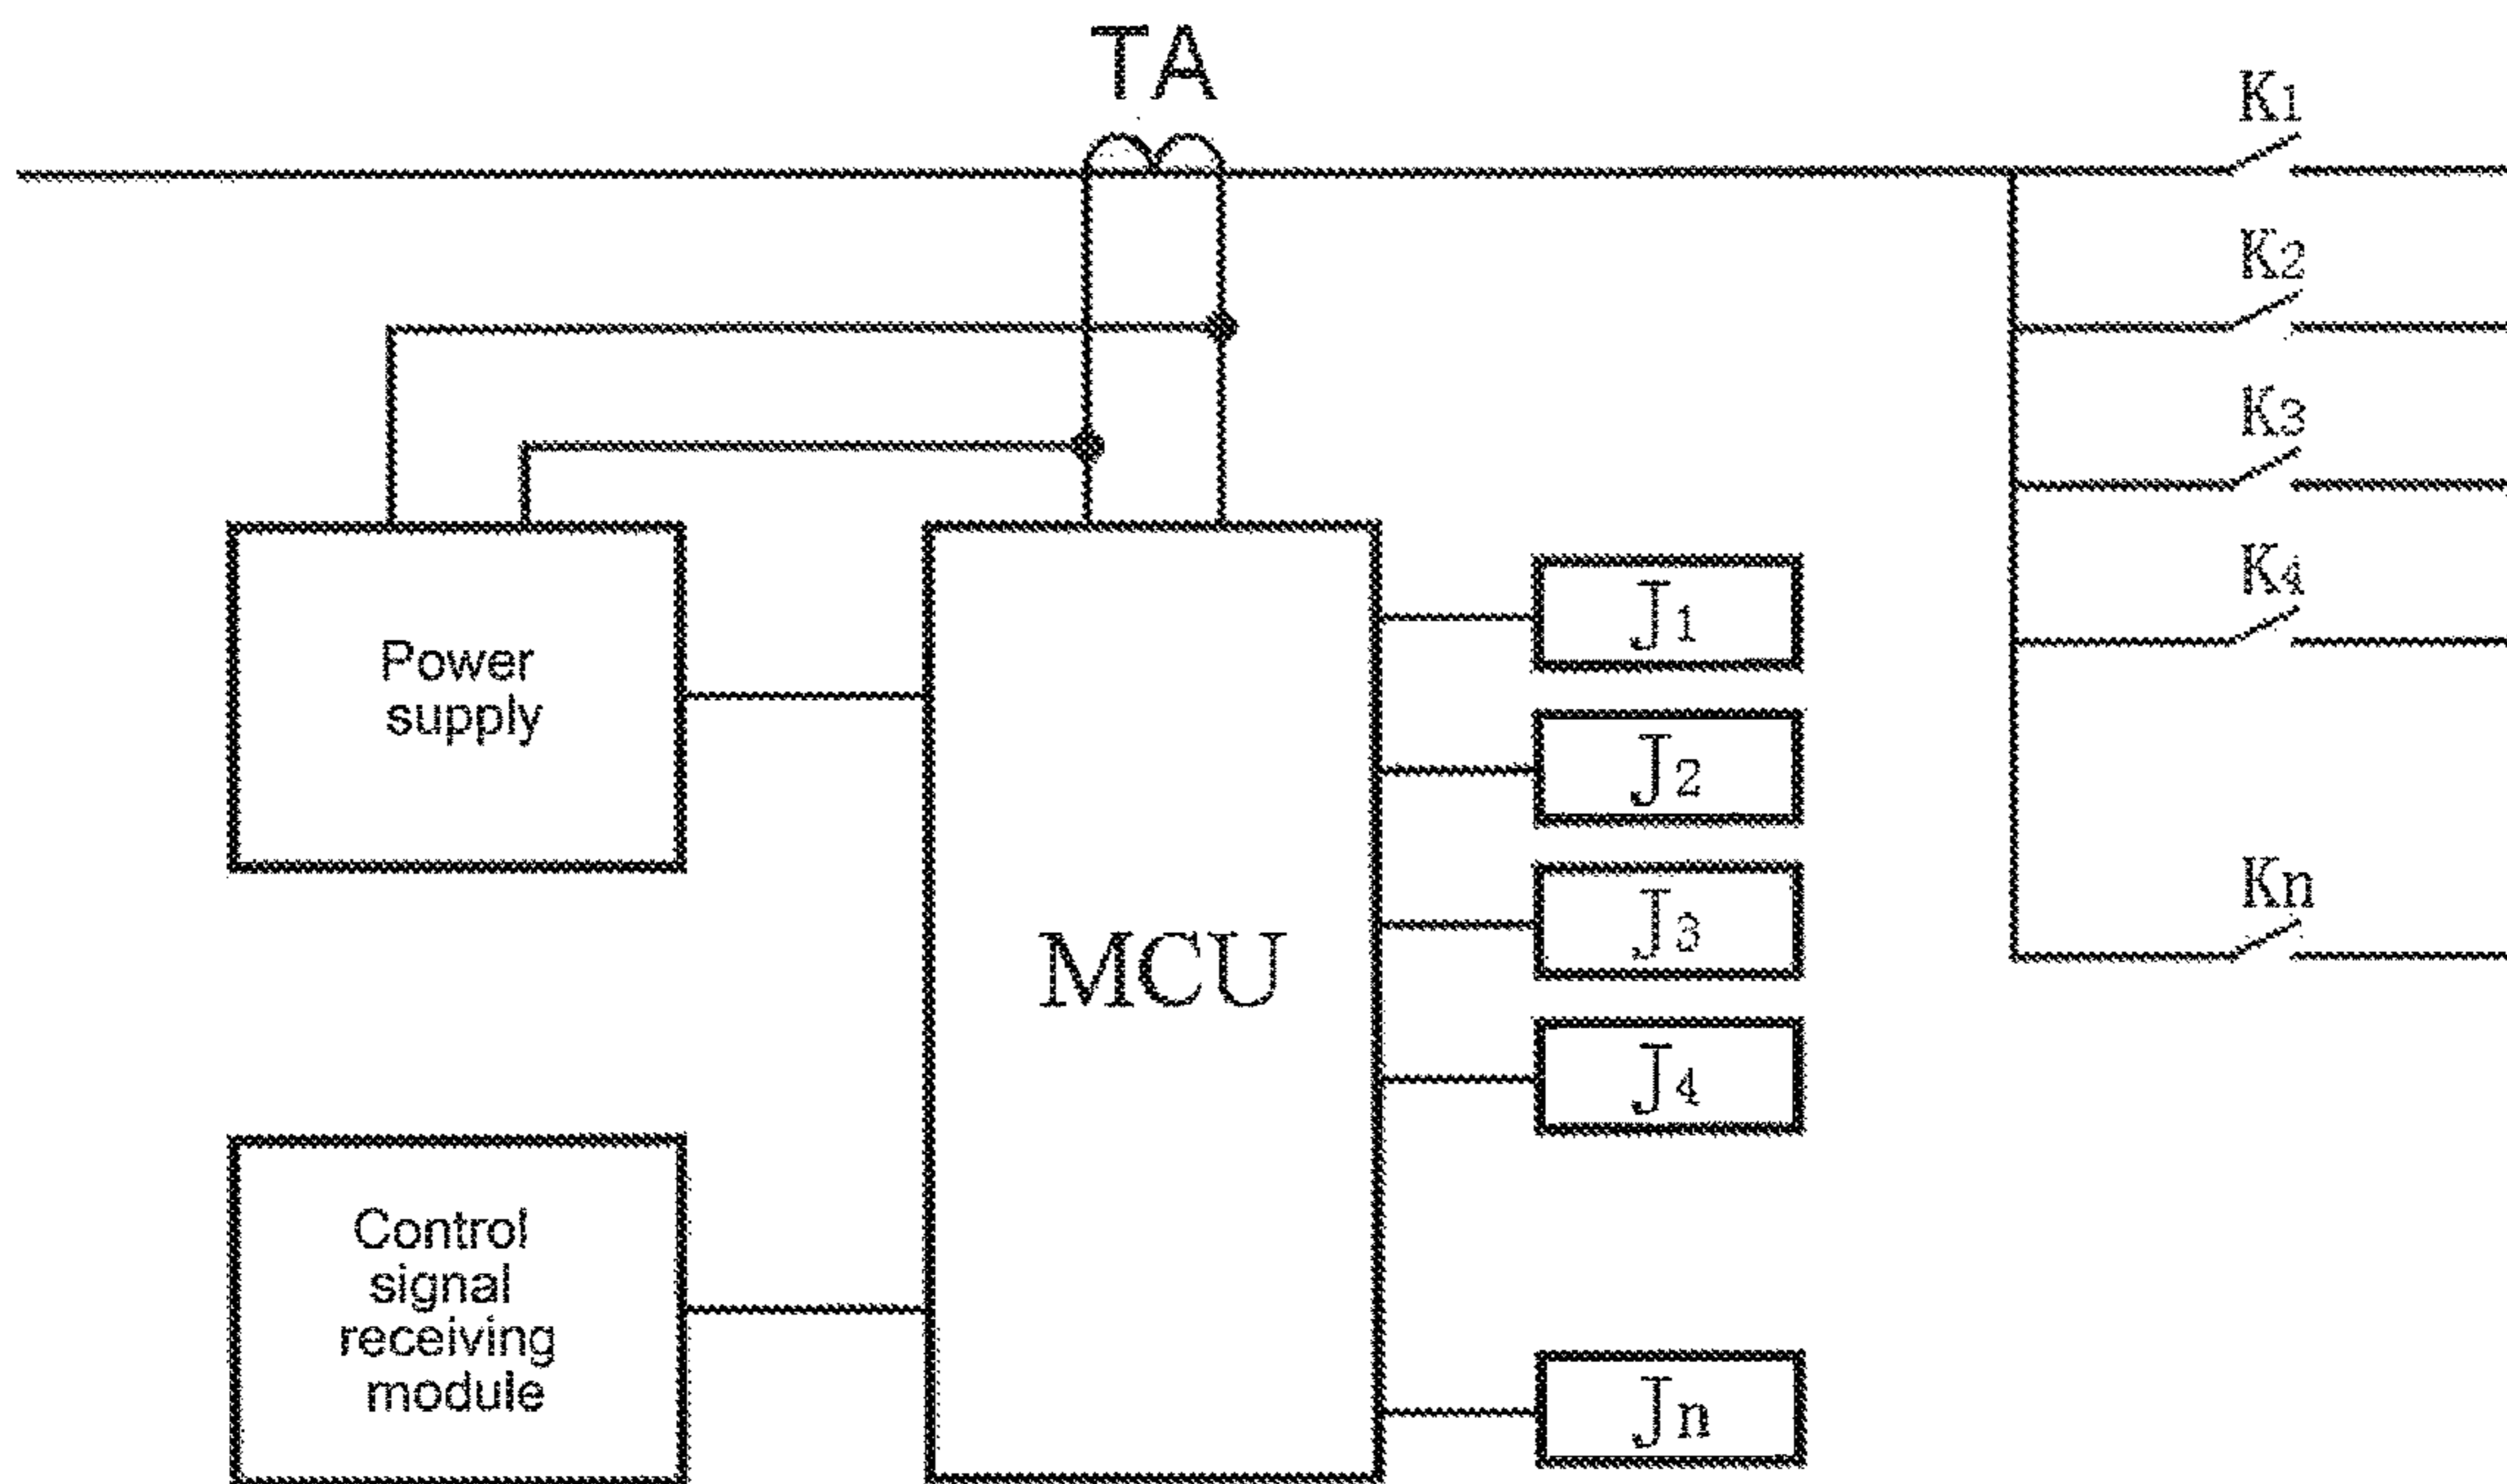 TA
K1
K2
K3
K4
Kn
Power
supply
MCU
J1
J2
J3
J4
Jn
Control
signal
receiving
module